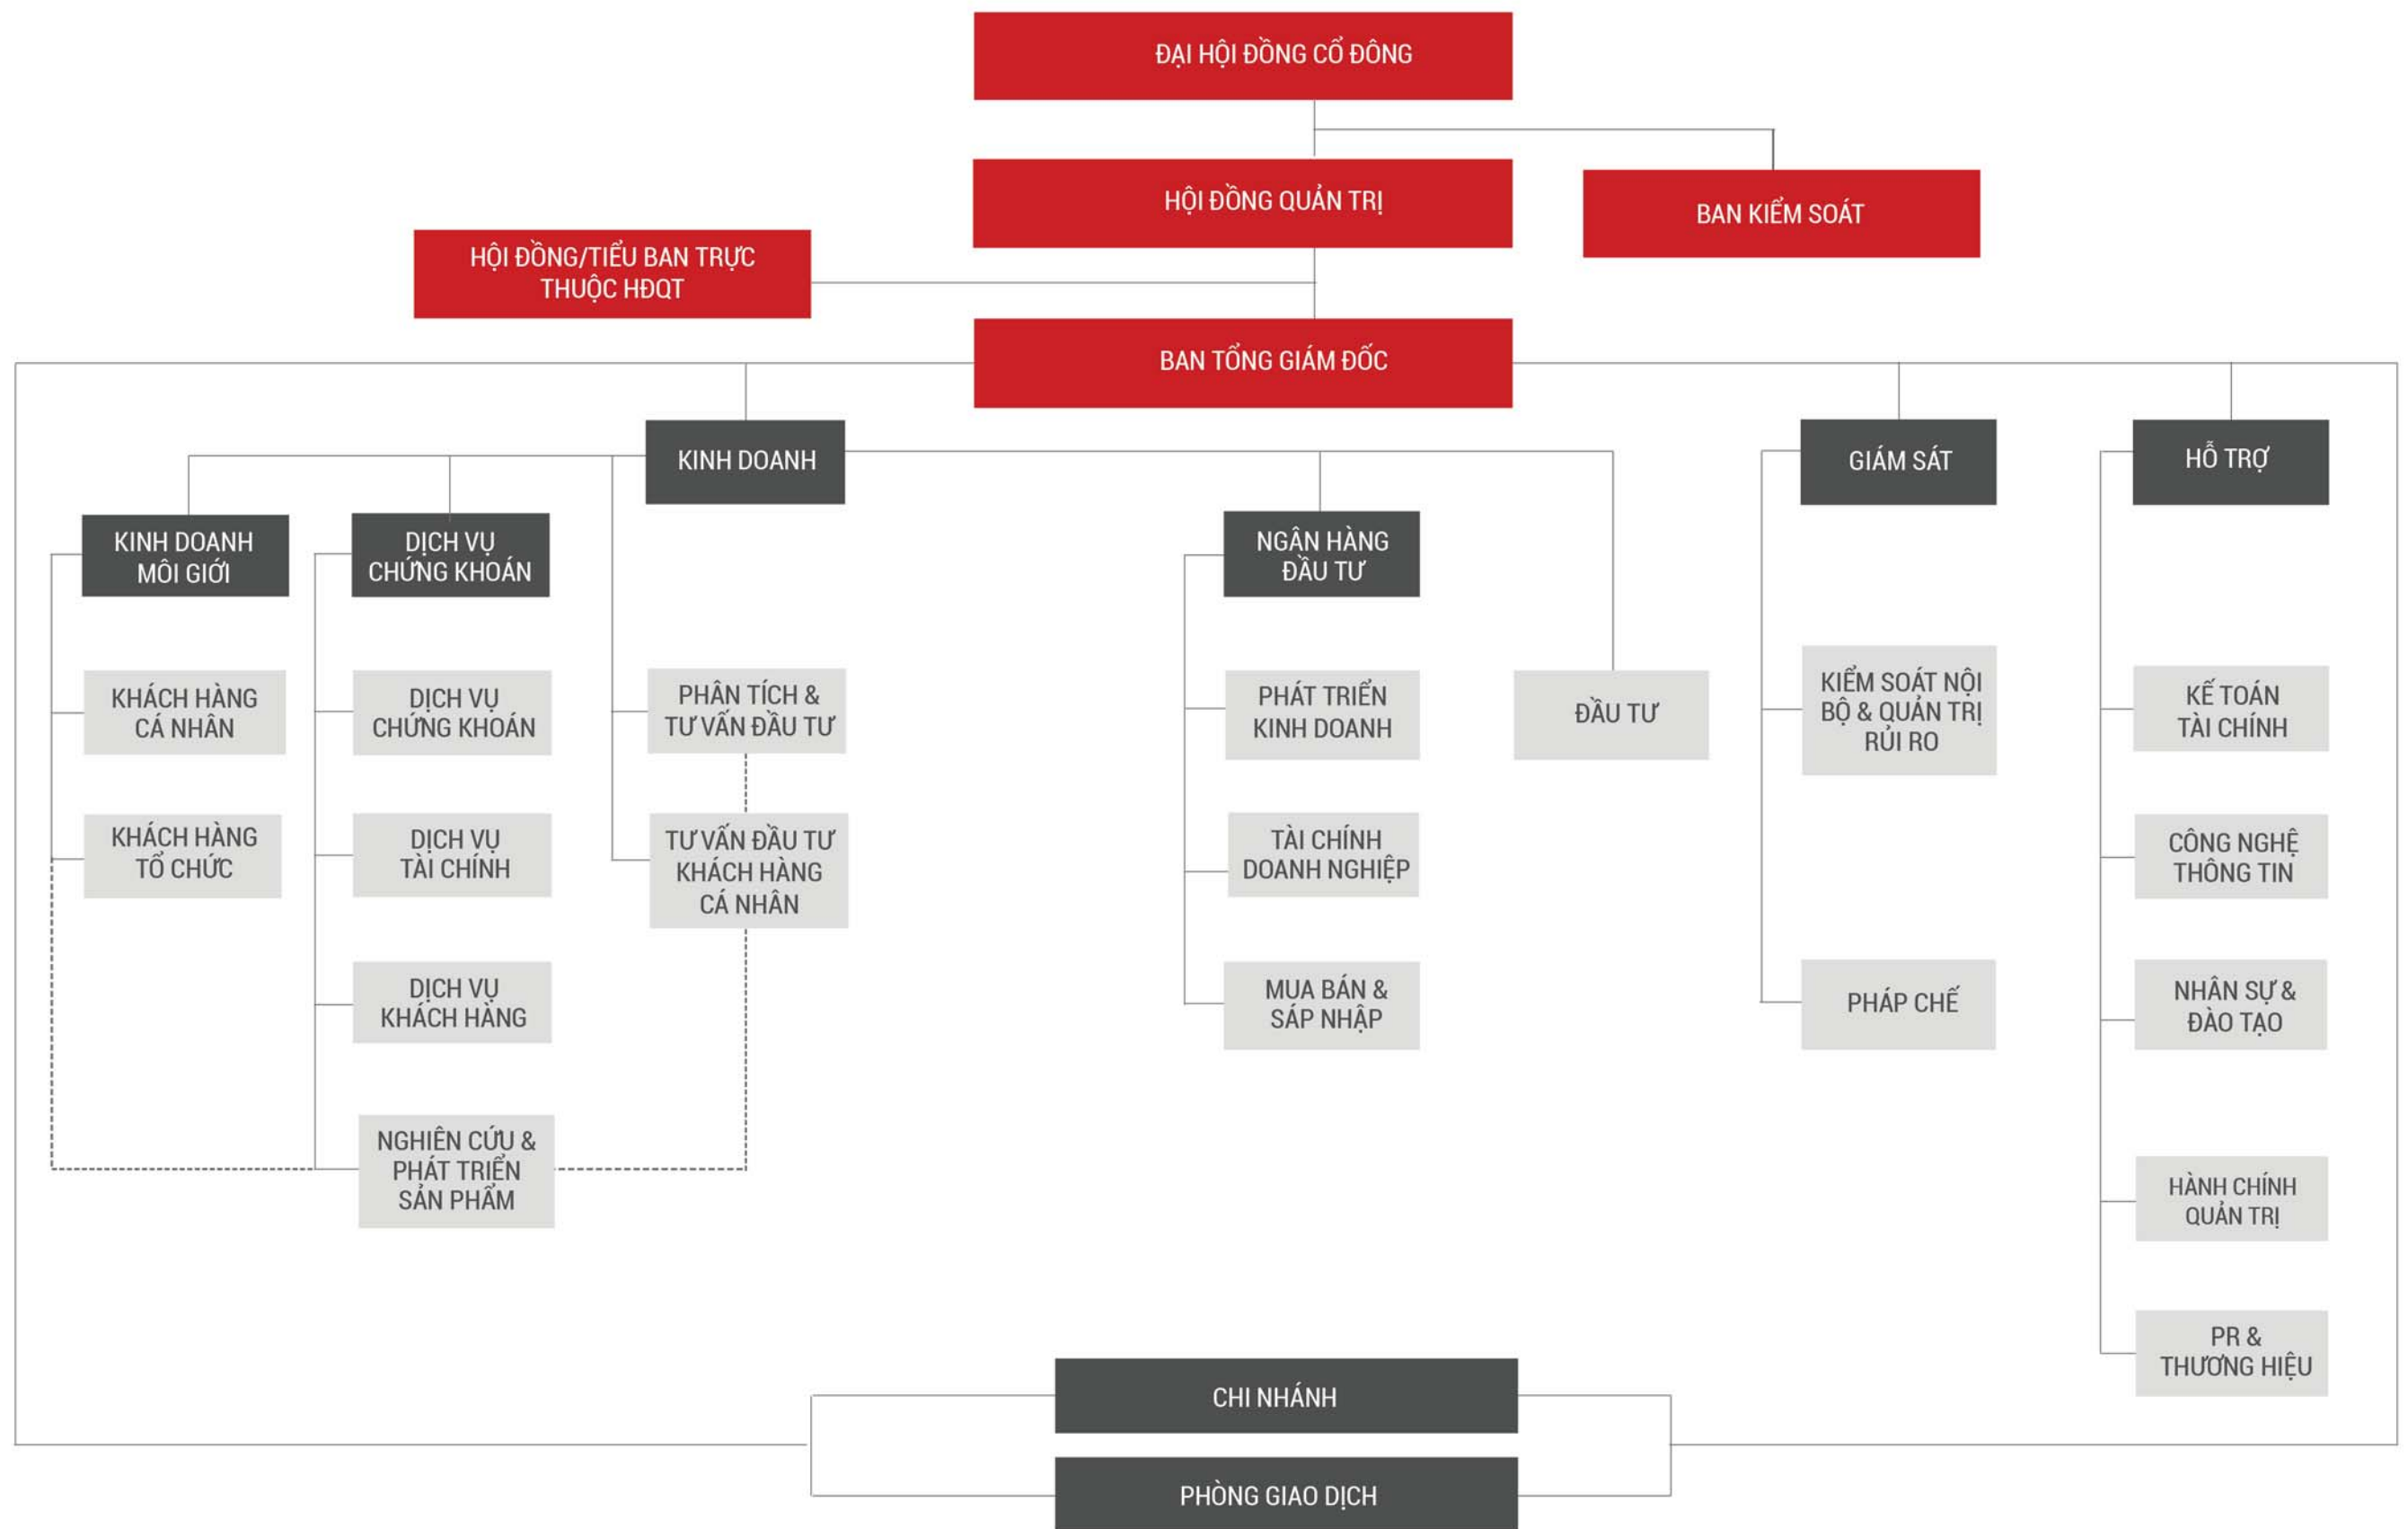 ĐẠI HỘI ĐỒNG CỔ ĐÔNG
HỘI ĐỒNG QUẢN TRỊ
BAN KIỂM SOÁT
HỘI ĐỒNG/TIỂU BAN TRỰC
THUỘC HĐQT
BAN TỔNG GIÁM ĐỐC
KINH DOANH
GIÁM SÁT
HỖ TRỢ
KINH DOANH
MÔI GIỚI
DỊCH VỤ
CHỨNG KHOÁN
NGÂN HÀNG
ĐẦU TƯ
KHÁCH HÀNG
CÁ NHÂN
DỊCH VỤ
CHỨNG KHOÁN
PHÂN TÍCH &
TƯ VẤN ĐẦU TƯ
PHÁT TRIỂN
KINH DOANH
ĐẦU TƯ
KIỂM SOÁT NỘI
BỘ & QUẢN TRỊ
RỦI RO
KẾ TOÁN
TÀI CHÍNH
KHÁCH HÀNG
TỔ CHỨC
DỊCH VỤ
TÀI CHÍNH
TƯ VẤN ĐẦU TƯ
KHÁCH HÀNG
CÁ NHÂN
TÀI CHÍNH
DOANH NGHIỆP
CÔNG NGHỆ
THÔNG TIN
DỊCH VỤ
KHÁCH HÀNG
MUA BÁN &
SÁP NHẬP
PHÁP CHẾ
NHÂN SỰ &
ĐÀO TẠO
NGHIÊN CỨU &
PHÁT TRIỂN
SẢN PHẨM
HÀNH CHÍNH
QUẢN TRỊ
PR &
THƯƠNG HIỆU
CHI NHÁNH
PHÒNG GIAO DỊCH